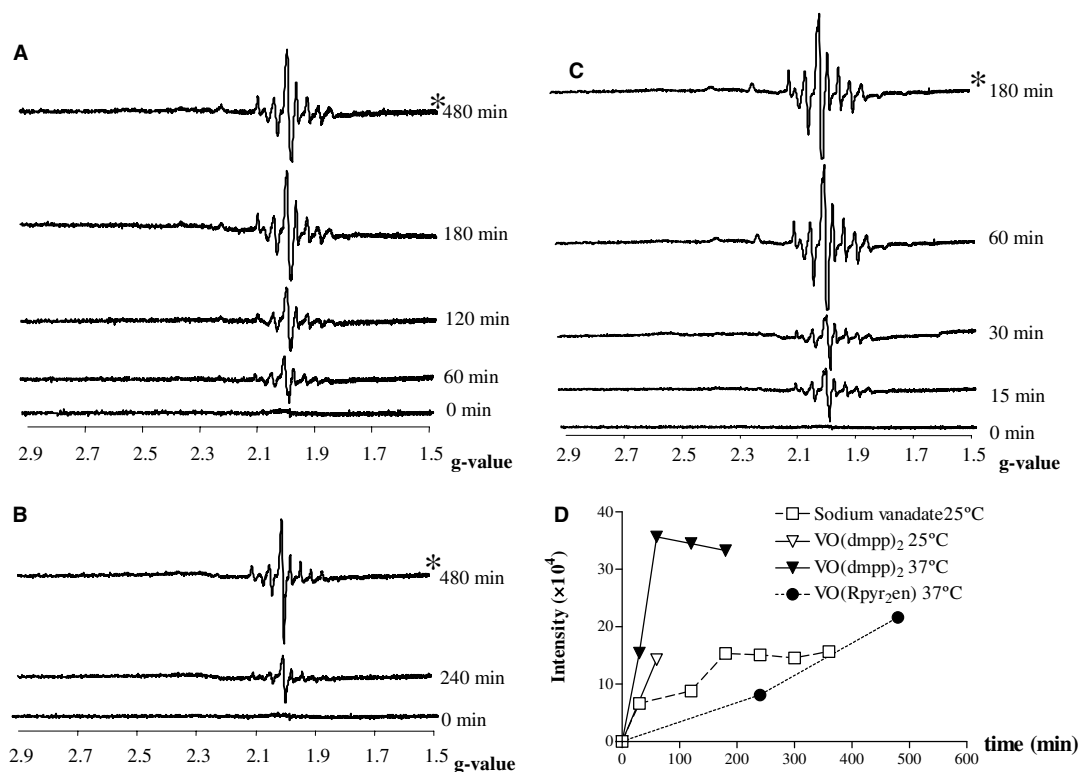 A
*
480 min
180 min
120 min
60 min
0 min
2.9 2.7 2.5 2.3 2.1 1.9 1.7 1.5
g-value
B
*
480 min
240 min
0 min
2.9 2.7 2.5 2.3 2.1 1.9 1.7 1.5
g-value
C
*
180 min
60 min
30 min
15 min
0 min
2.9 2.7 2.5 2.3 2.1 1.9 1.7 1.5
g-value
D
Intensity (×10⁴)
40
30
20
10
0
0 100 200 300 400 500 600
time (min)
Sodium vanadate25ºC
VO(dmpp)₂ 25ºC
VO(dmpp)₂ 37ºC
VO(Rpyr₂en) 37ºC